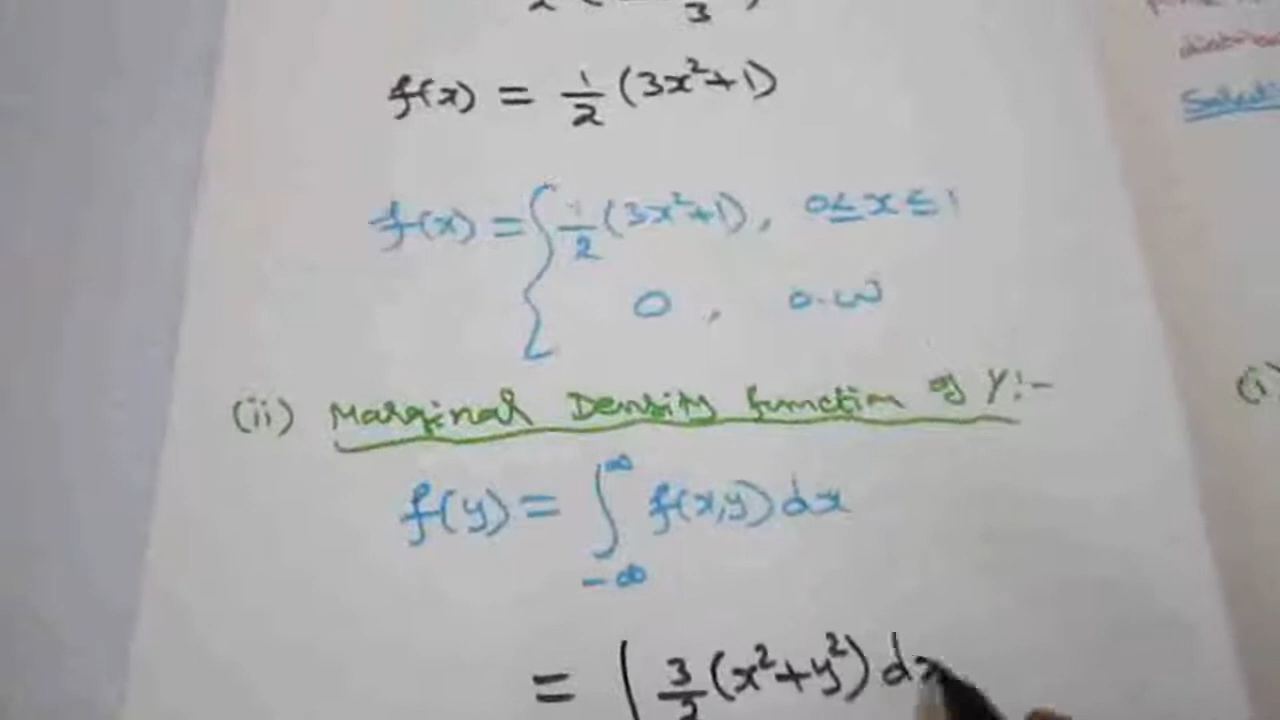 3
f(x) = 1/2 (3x²+1)
f(x) = { 1/2 (3x²+1), 0≤x≤1
0, o.w
(ii) Marginal Density function of Y:-
f(y) = ∫_{-∞}^{∞} f(x,y) dx
= ∫ 3/2 (x²+y²) dx
(i)